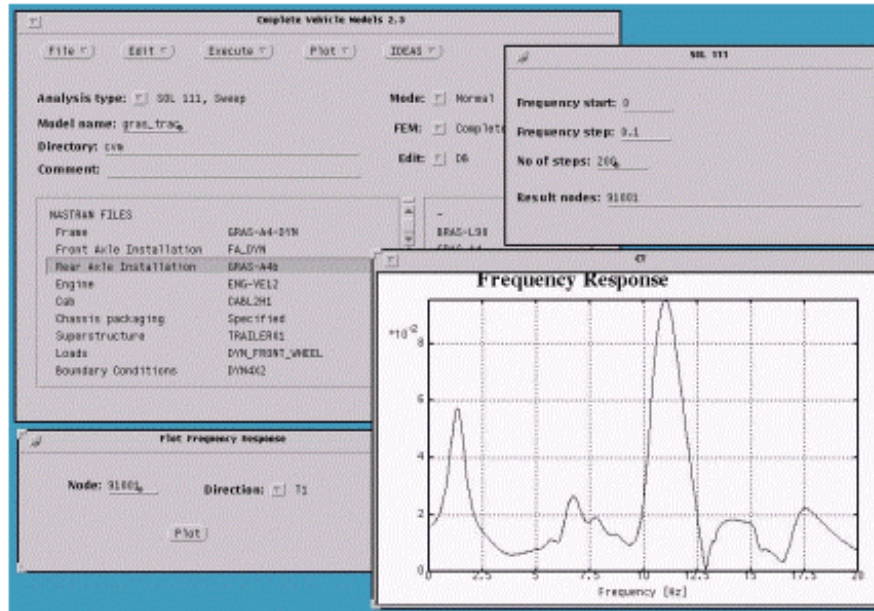 Complete Vehicle Models 2.3
File Edit Execute Plot IDEAS
Analysis type: SOL 111, Sweep
Model name: gras_trac
Directory: cvm
Comment:
Mode: Normal
FEM: Complete
Edit: DB
NASTRAN FILES
Frame GRAS-A4-DYN
Front Axle Installation FA_DYN
Rear Axle Installation GRAS-A4b
Engine ENG-VE12
Cab CABL2H1
Chassis packaging Specified
Superstructure TRAILER61
Loads DYN_FRONT_WHEEL
Boundary Conditions DYN4X2
-
GRAS-L90
SOL 111
Frequency start: 0
Frequency step: 0.1
No of steps: 200
Result nodes: 91001
Plot Frequency Response
Node: 91001
Direction: T1
Plot
Frequency Response
*10-2
8
6
4
2
0
0 2.5 5 7.5 10 12.5 15 17.5 20
Frequency [Hz]